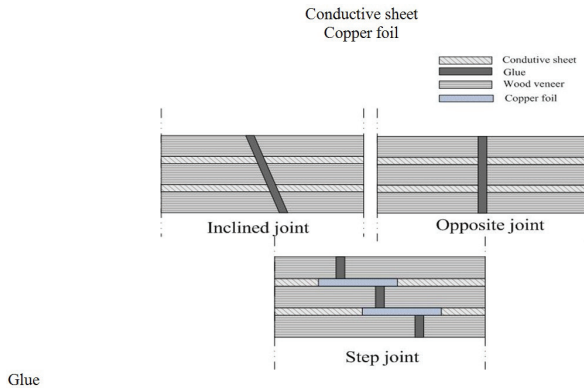 Conductive sheet
Copper foil
Condutive sheet
Glue
Wood veneer
Copper foil
Inclined joint
Opposite joint
Step joint
Glue